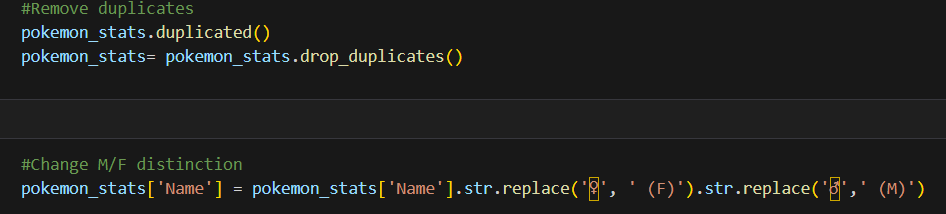 #Remove duplicates
pokemon_stats.duplicated()
pokemon_stats= pokemon_stats.drop_duplicates()
#Change M/F distinction
pokemon_stats['Name'] = pokemon_stats['Name'].str.replace('♀', ' (F)').str.replace('♂',' (M)')